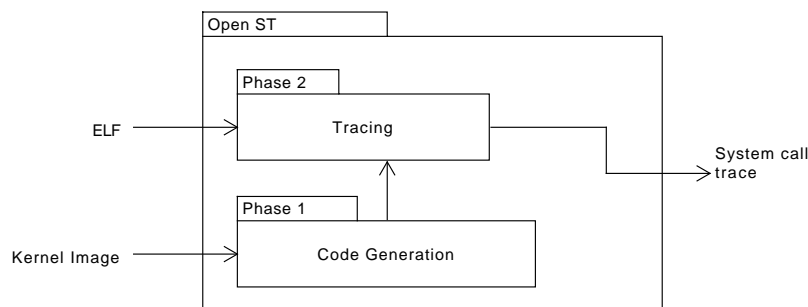 Open ST
Phase 2
ELF
Tracing
System call
trace
Phase 1
Kernel Image
Code Generation